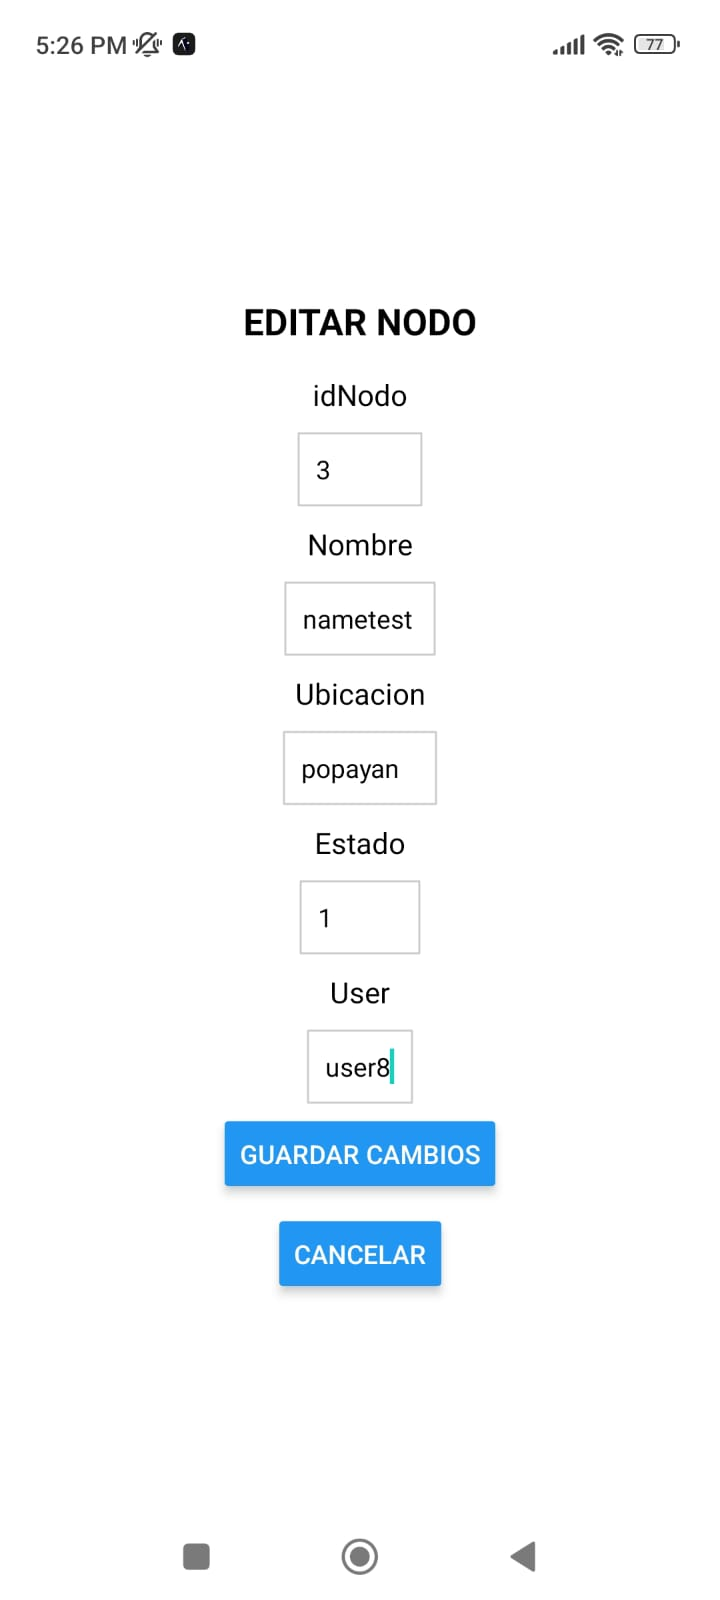 5:26 PM
77
EDITAR NODO
idNodo
3
Nombre
nametest
Ubicacion
popayan
Estado
1
User
user8
GUARDAR CAMBIOS
CANCELAR